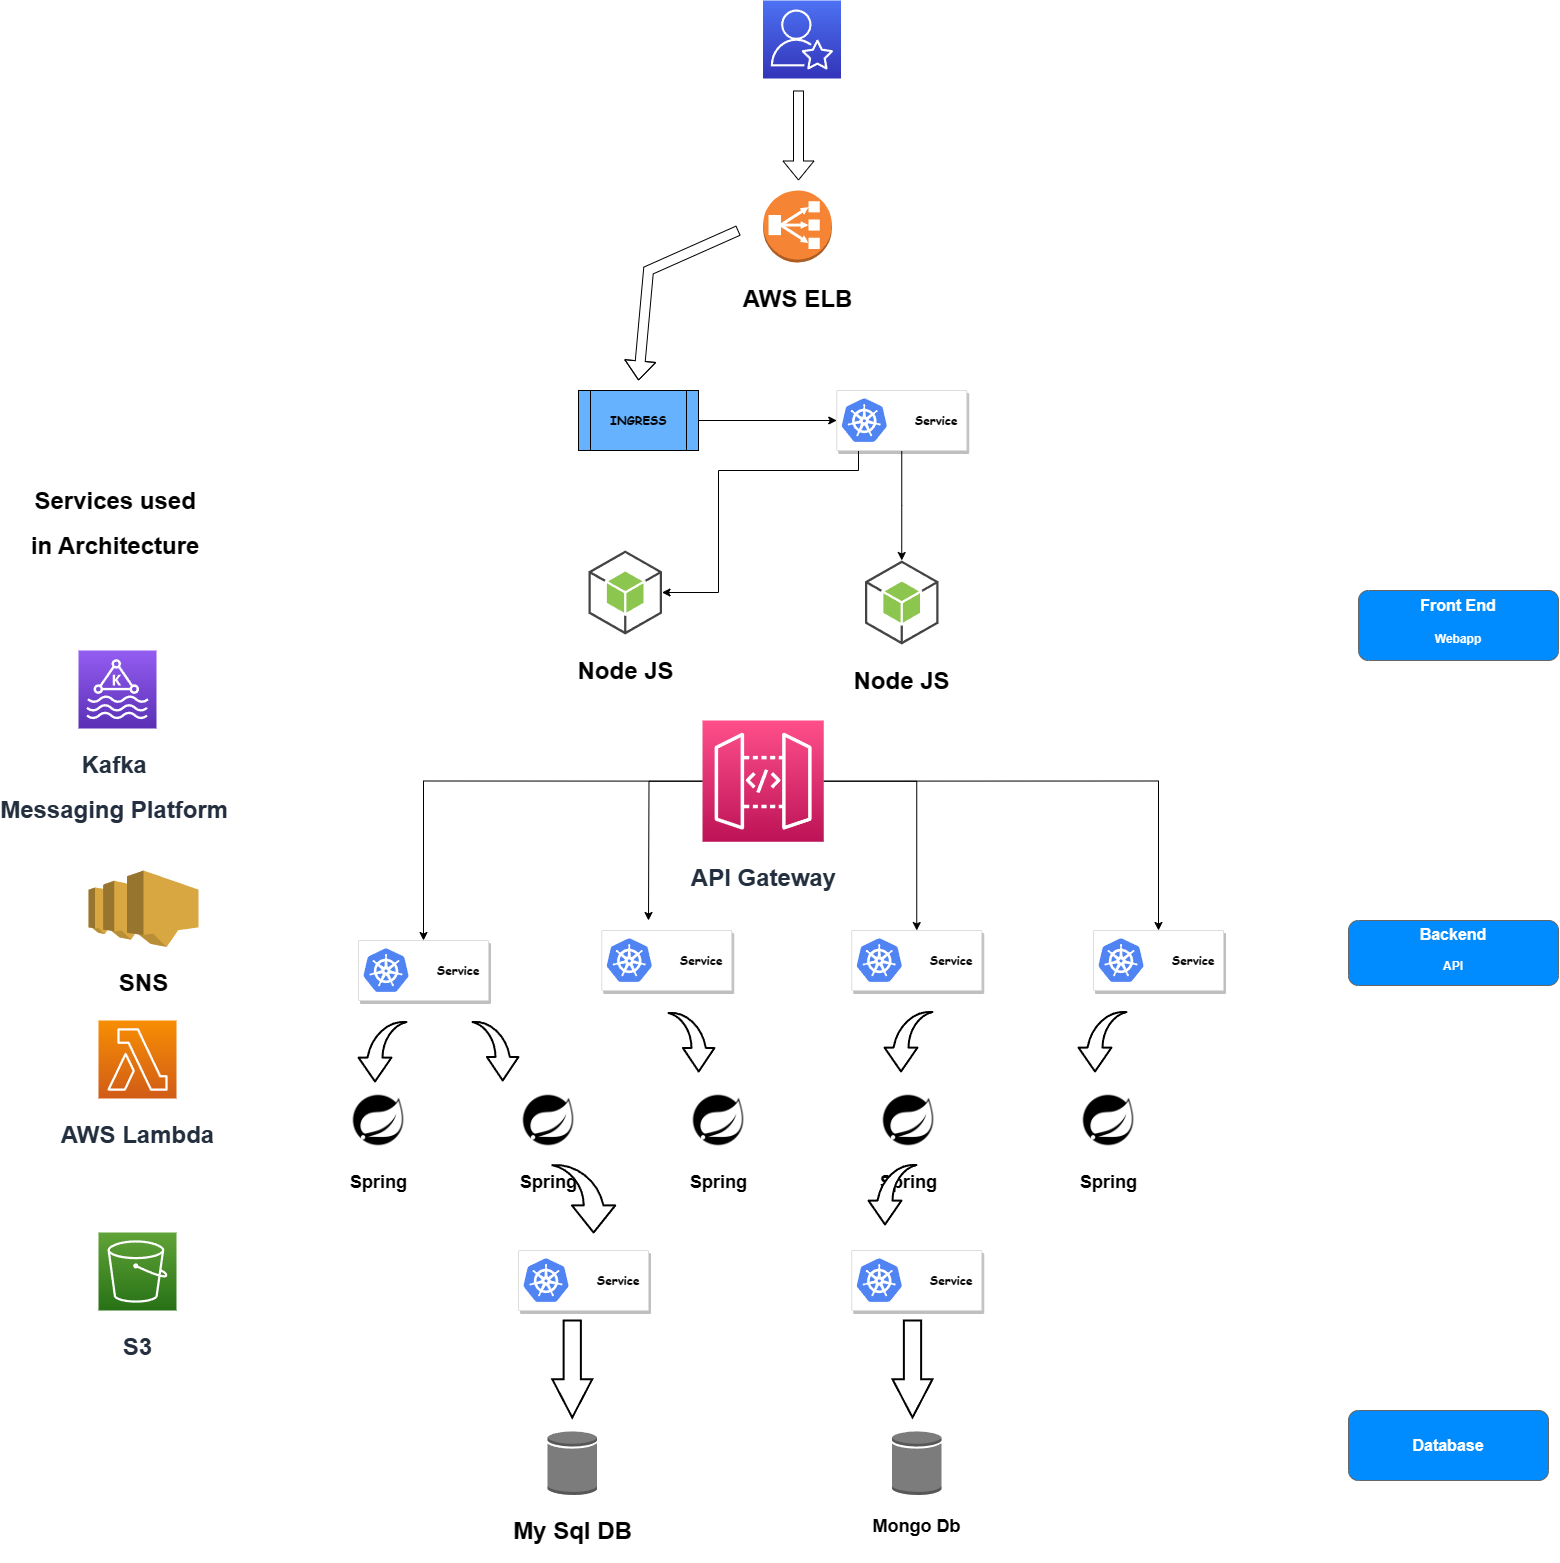 AWS ELB
INGRESS
Service
Services used
in Architecture
Node JS
Node JS
Front End
Webapp
K
Kafka
Messaging Platform
</>
API Gateway
SNS
Service
Service
Service
Service
Backend
API
AWS Lambda
Spring
Spring
Spring
Spring
Spring
S3
Service
Service
Database
My Sql DB
Mongo Db